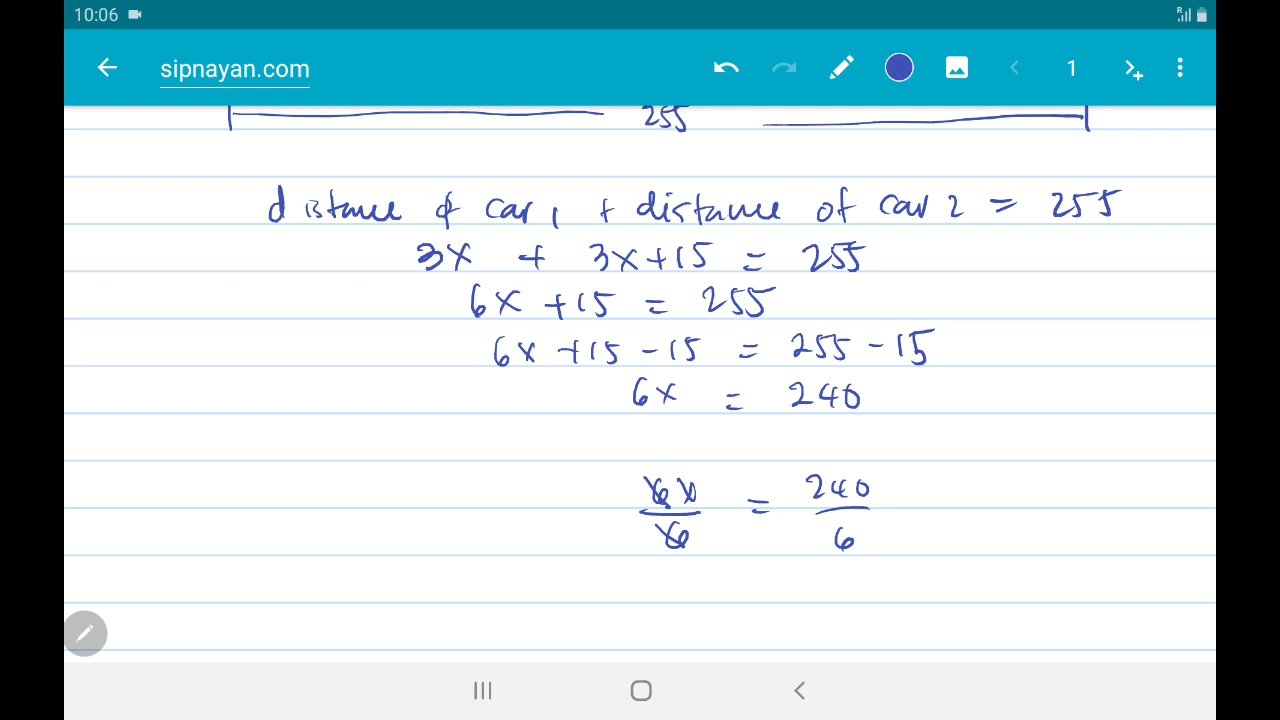 10:06
sipnayan.com
1
255
distance of car 1 + distance of car 2 = 255
3x + 3x+15 = 255
6x +15 = 255
6x +15 -15 = 255 -15
6x = 240
6x/6 = 240/6